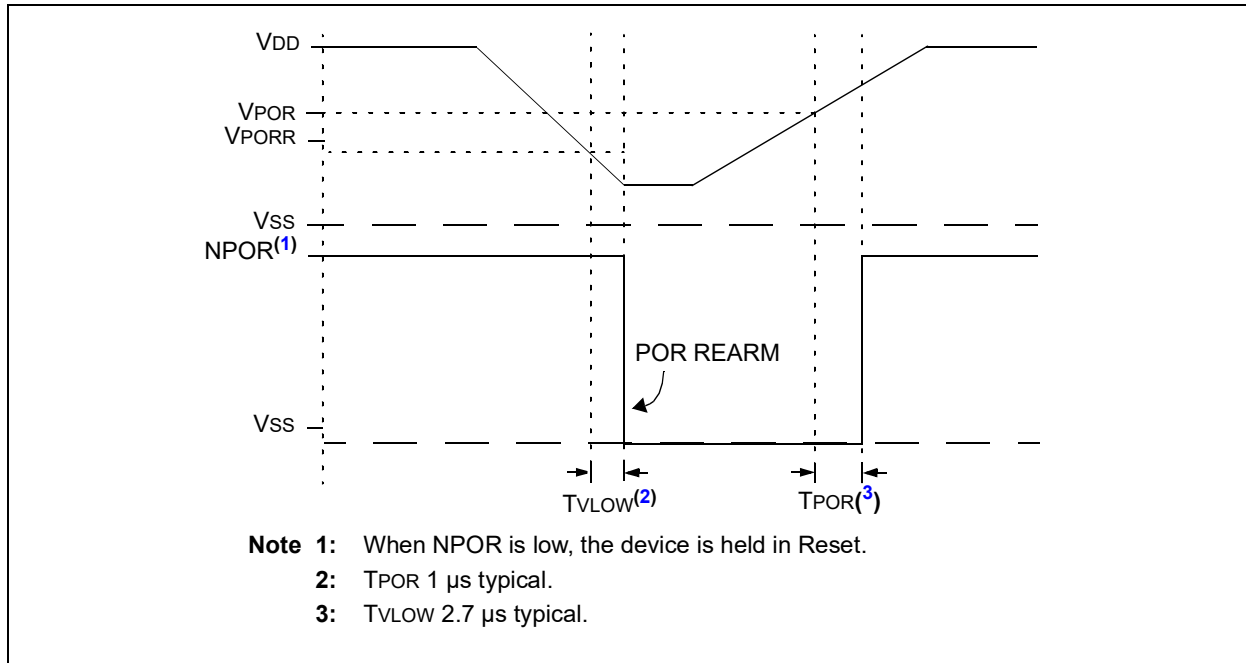 VDD
VPOR
VPORR
VSS
NPOR(1)
POR REARM
VSS
TVLOW(2)
TPOR(3)
Note 1: When NPOR is low, the device is held in Reset.
2: TPOR 1 µs typical.
3: TVLOW 2.7 µs typical.